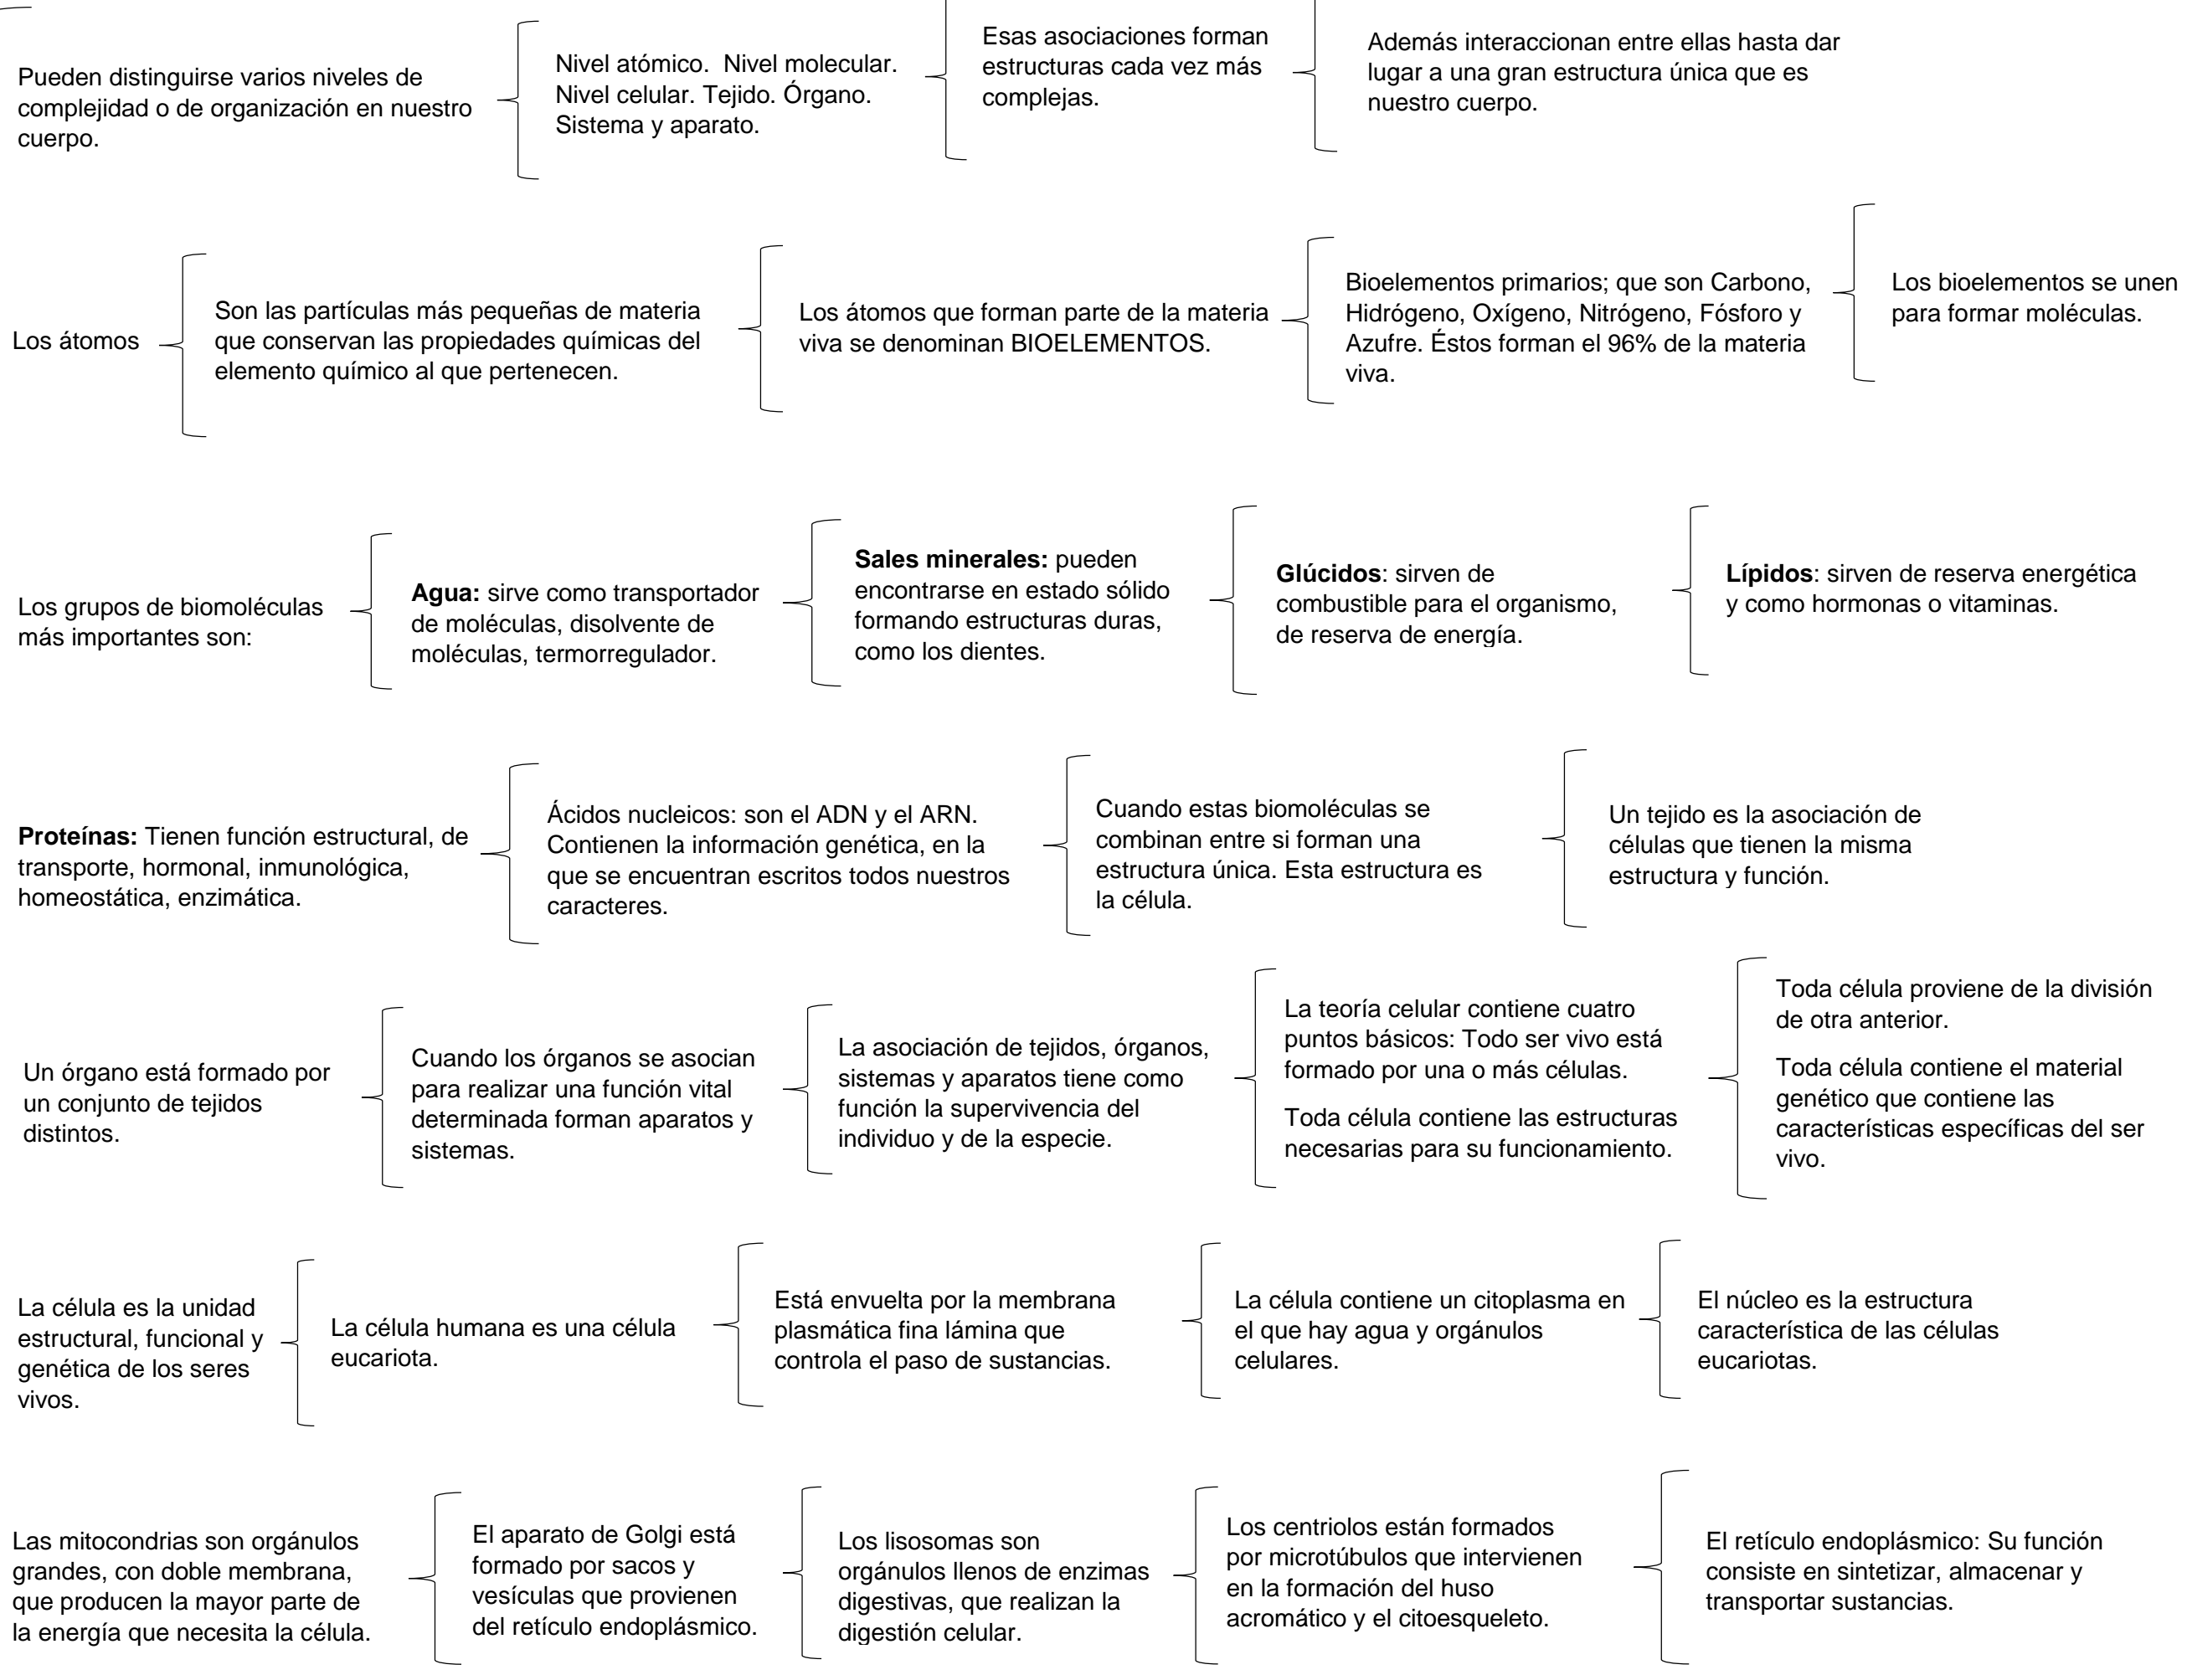 Pueden distinguirse varios niveles de
complejidad o de organización en nuestro
cuerpo.
Nivel atómico.  Nivel molecular.
Nivel celular. Tejido. Órgano.
Sistema y aparato.
Esas asociaciones forman
estructuras cada vez más
complejas.
Además interaccionan entre ellas hasta dar
lugar a una gran estructura única que es
nuestro cuerpo.
Los átomos
Son las partículas más pequeñas de materia
que conservan las propiedades químicas del
elemento químico al que pertenecen.
Los átomos que forman parte de la materia
viva se denominan BIOELEMENTOS.
Bioelementos primarios; que son Carbono,
Hidrógeno, Oxígeno, Nitrógeno, Fósforo y
Azufre. Éstos forman el 96% de la materia
viva.
Los bioelementos se unen
para formar moléculas.
Los grupos de biomoléculas
más importantes son:
Agua: sirve como transportador
de moléculas, disolvente de
moléculas, termorregulador.
Sales minerales: pueden
encontrarse en estado sólido
formando estructuras duras,
como los dientes.
Glúcidos: sirven de
combustible para el organismo,
de reserva de energía.
Lípidos: sirven de reserva energética
y como hormonas o vitaminas.
Proteínas: Tienen función estructural, de
transporte, hormonal, inmunológica,
homeostática, enzimática.
Ácidos nucleicos: son el ADN y el ARN.
Contienen la información genética, en la
que se encuentran escritos todos nuestros
caracteres.
Cuando estas biomoléculas se
combinan entre si forman una
estructura única. Esta estructura es
la célula.
Un tejido es la asociación de
células que tienen la misma
estructura y función.
Un órgano está formado por
un conjunto de tejidos
distintos.
Cuando los órganos se asocian
para realizar una función vital
determinada forman aparatos y
sistemas.
La asociación de tejidos, órganos,
sistemas y aparatos tiene como
función la supervivencia del
individuo y de la especie.
La teoría celular contiene cuatro
puntos básicos: Todo ser vivo está
formado por una o más células.
Toda célula contiene las estructuras
necesarias para su funcionamiento.
Toda célula proviene de la división
de otra anterior.
Toda célula contiene el material
genético que contiene las
características específicas del ser
vivo.
La célula es la unidad
estructural, funcional y
genética de los seres
vivos.
La célula humana es una célula
eucariota.
Está envuelta por la membrana
plasmática fina lámina que
controla el paso de sustancias.
La célula contiene un citoplasma en
el que hay agua y orgánulos
celulares.
El núcleo es la estructura
característica de las células
eucariotas.
Las mitocondrias son orgánulos
grandes, con doble membrana,
que producen la mayor parte de
la energía que necesita la célula.
El aparato de Golgi está
formado por sacos y
vesículas que provienen
del retículo endoplásmico.
Los lisosomas son
orgánulos llenos de enzimas
digestivas, que realizan la
digestión celular.
Los centriolos están formados
por microtúbulos que intervienen
en la formación del huso
acromático y el citoesqueleto.
El retículo endoplásmico: Su función
consiste en sintetizar, almacenar y
transportar sustancias.